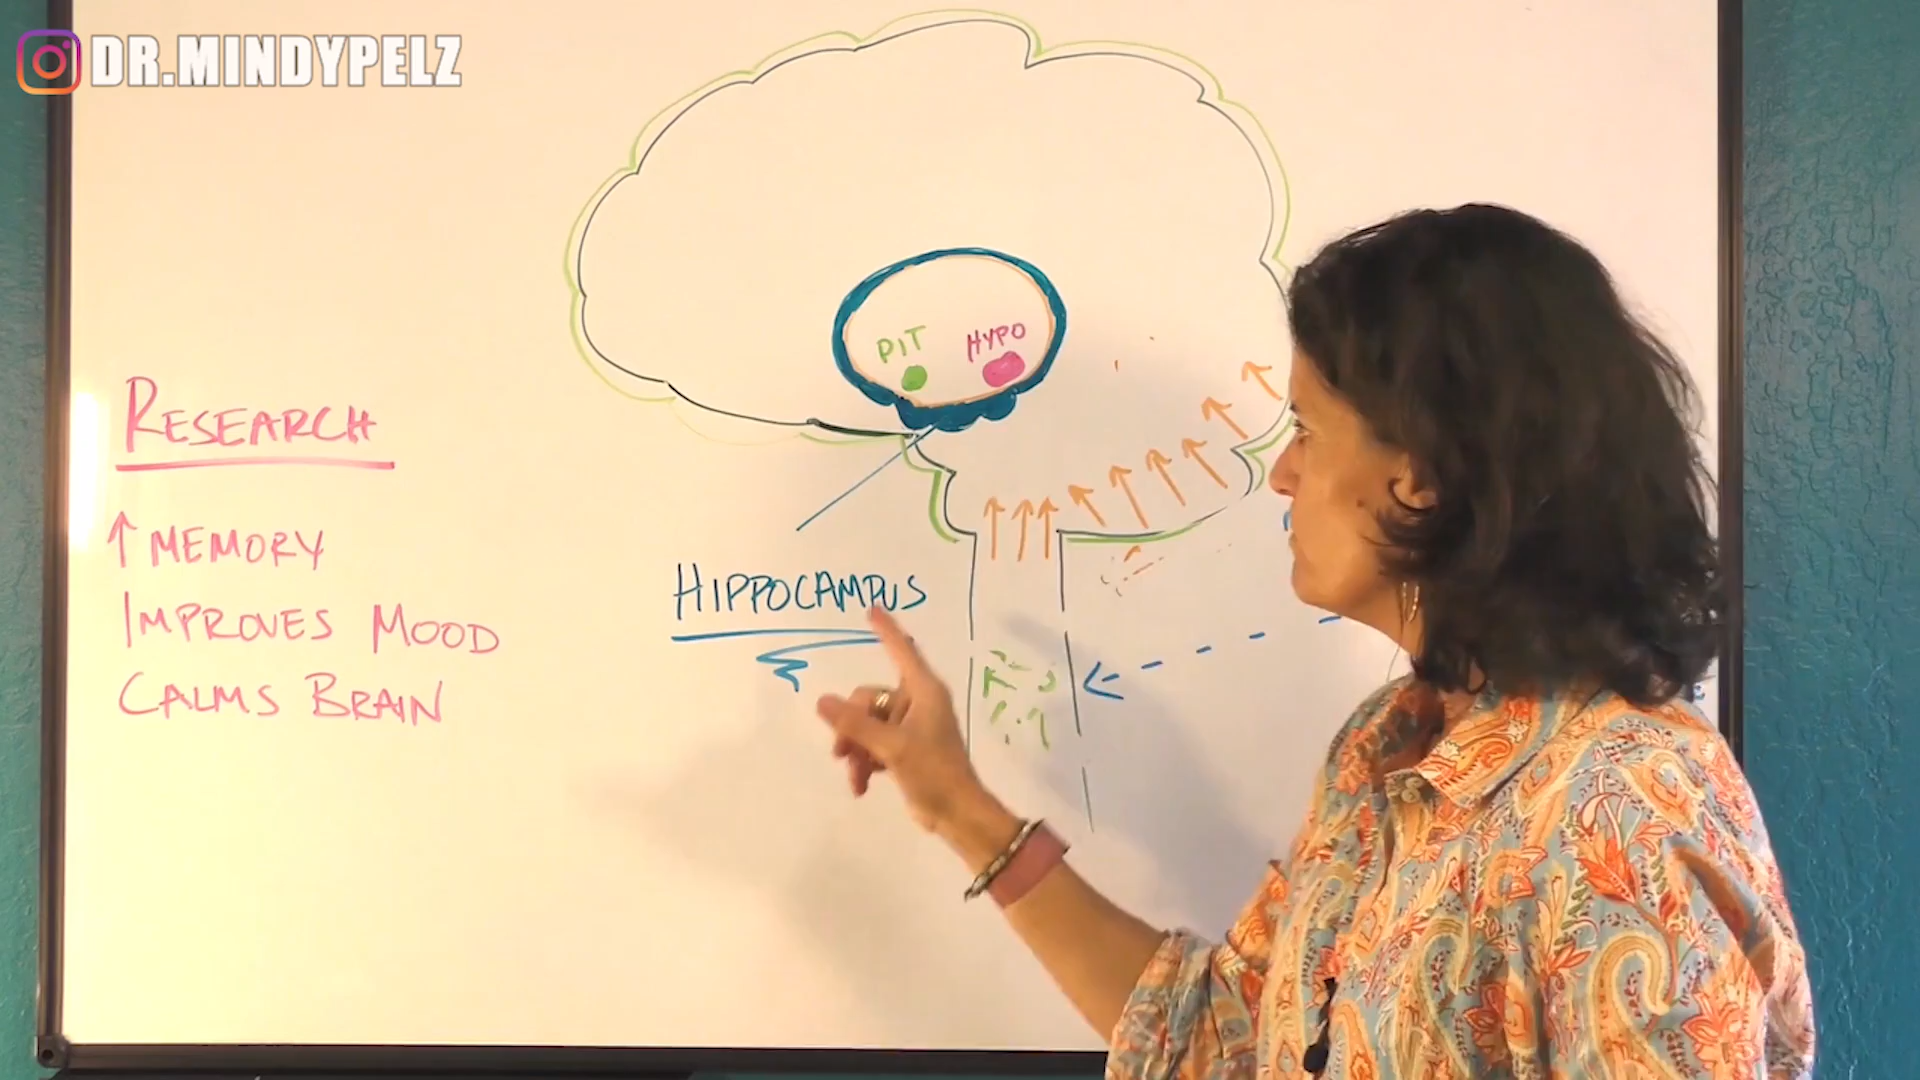 DR.MINDYPELZ
PIT
HYPO
RESEARCH
↑ MEMORY
IMPROVES MOOD
CALMS BRAIN
HIPPOCAMPUS